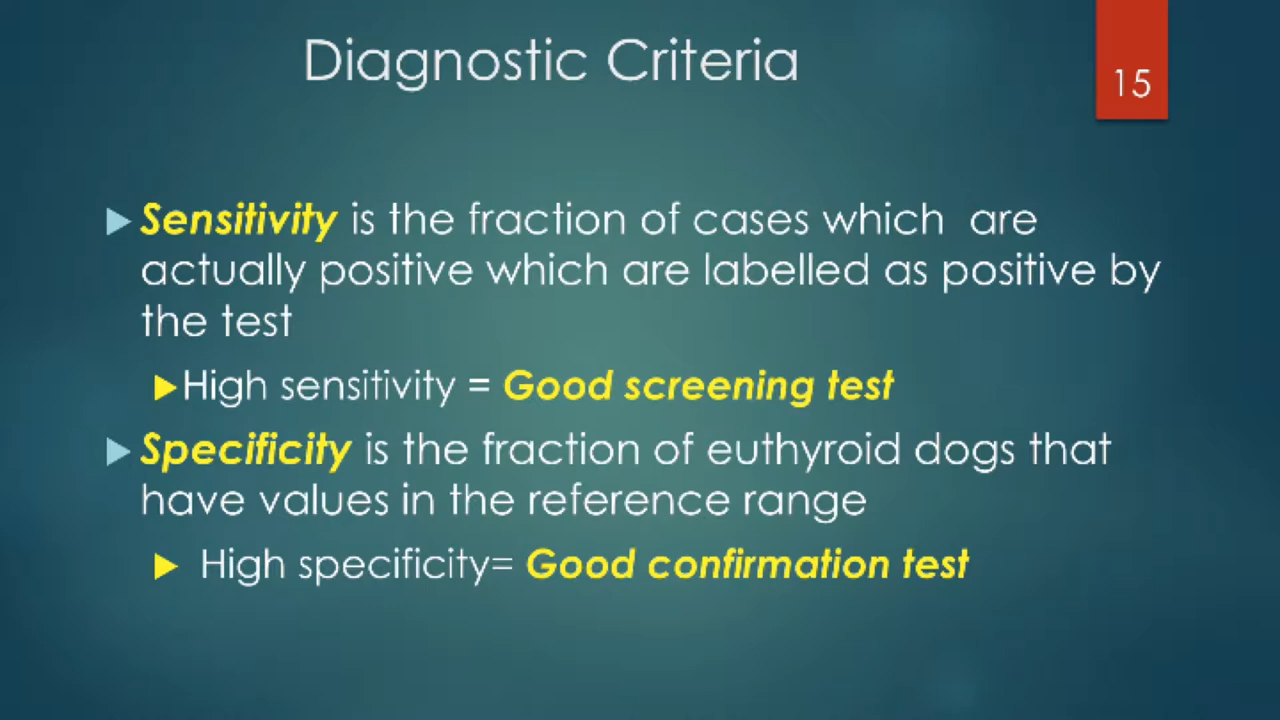 Diagnostic Criteria
15
Sensitivity is the fraction of cases which are
actually positive which are labelled as positive by
the test
High sensitivity = Good screening test
Specificity is the fraction of euthyroid dogs that
have values in the reference range
High specificity= Good confirmation test